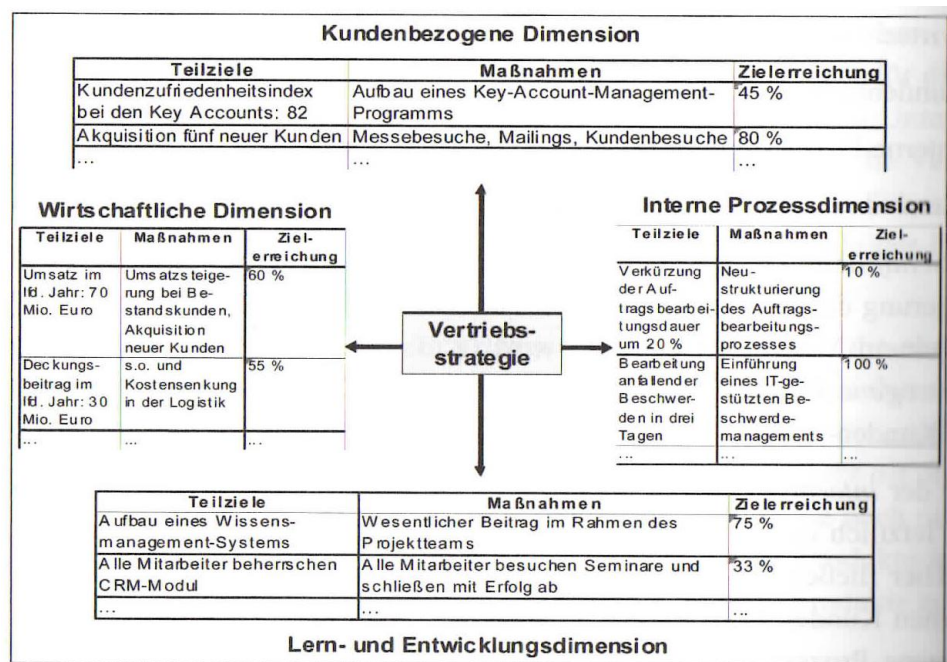 Kundenbezogene Dimension
Teilziele Maßnahmen Zielerreichung
Kundenzufriedenheitsindex Aufbau eines Key-Account-Management- 45 %
bei den Key Accounts: 82 Programms
Akquisition fünf neuer Kunden Messebesuche, Mailings, Kundenbesuche 80 %
... ... ...
Wirtschaftliche Dimension
Teilziele Maßnahmen Ziel-
erreichung
Umsatz im Umsatzsteige- 60 %
lfd. Jahr: 70 rung bei Be-
Mio. Euro standskunden,
Akquisition
neuer Kunden
Deckungs- s.o. und 55 %
beitrag im Kostensenkung
lfd. Jahr: 30 in der Logistik
Mio. Euro
... ... ...
Vertriebs-
strategie
Interne Prozessdimension
Teilziele Maßnahmen Ziel-
erreichung
Verkürzung Neu- 10 %
der Auf- strukturierung
tragsbearbei- des Auftrags-
tungsdauer bearbeitungs-
um 20 % prozesses
Bearbeitung Einführung 100 %
anfallender eines IT-ge-
Beschwer- stützten Be-
den in drei schwerde-
Tagen managements
... ... ...
Teilziele Maßnahmen Zielerreichung
Aufbau eines Wissens- Wesentlicher Beitrag im Rahmen des 75 %
management-Systems Projektteams
Alle Mitarbeiter beherrschen Alle Mitarbeiter besuchen Seminare und 33 %
CRM-Modul schließen mit Erfolg ab
... ... ...
Lern- und Entwicklungsdimension